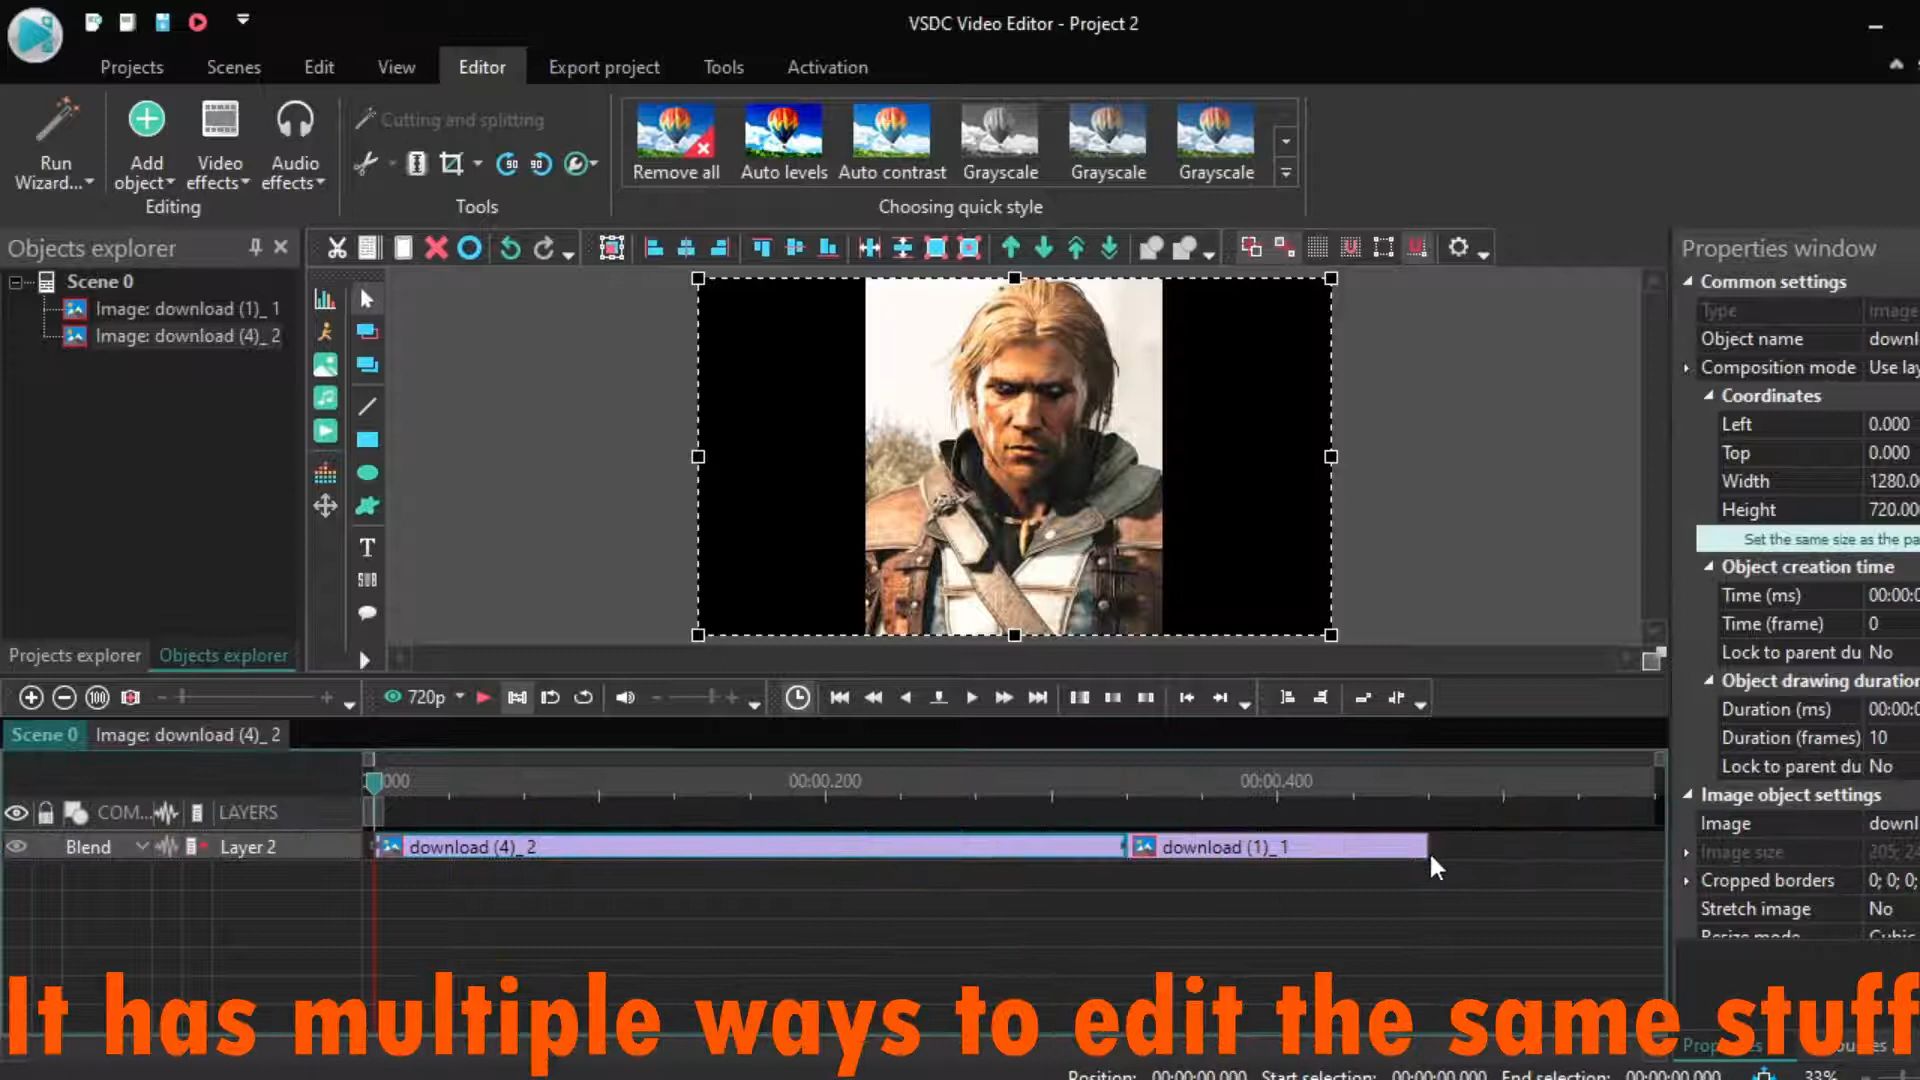 VSDC Video Editor - Project 2
Projects Scenes Edit View Editor Export project Tools Activation
Run Wizard...
Add object
Video effects
Audio effects
Editing
Cutting and splitting
Tools
Remove all
Auto levels
Auto contrast
Grayscale
Grayscale
Grayscale
Choosing quick style
Objects explorer
Scene 0
Image: download (1)_ 1
Image: download (4)_ 2
Projects explorer Objects explorer
T
SUB
Properties window
Common settings
Type Image
Object name downl
Composition mode Use lay
Coordinates
Left 0.000
Top 0.000
Width 1280.0
Height 720.00
Set the same size as the pa
Object creation time
Time (ms) 00:00:0
Time (frame) 0
Lock to parent du No
Object drawing duration
Duration (ms) 00:00:0
Duration (frames) 10
Lock to parent du No
Image object settings
Image downl
Image size 205; 24
Cropped borders 0; 0; 0;
Stretch image No
Resize mode Cubic
100 720p
Scene 0 Image: download (4)_ 2
000 00:00.200 00:00.400
COM... LAYERS
Blend Layer 2 download (4)_ 2 download (1)_ 1
It has multiple ways to edit the same stuff
Position: 00:00:00.000 Start selection: 00:00:00.000 End selection: 00:00:00.000 33%